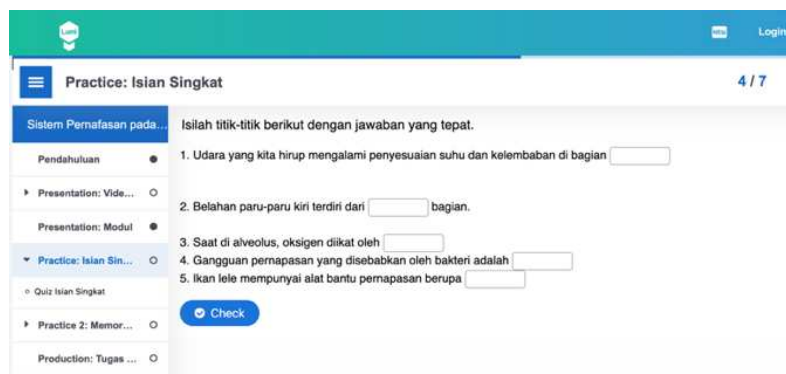 Lumi
Login
Practice: Isian Singkat
4 / 7
Sistem Pernafasan pada...
Pendahuluan
Presentation: Vide...
Presentation: Modul
Practice: Isian Sin...
Quiz Isian Singkat
Practice 2: Memor...
Production: Tugas ...
Isilah titik-titik berikut dengan jawaban yang tepat.
1. Udara yang kita hirup mengalami penyesuaian suhu dan kelembaban di bagian
2. Belahan paru-paru kiri terdiri dari bagian.
3. Saat di alveolus, oksigen diikat oleh
4. Gangguan pernapasan yang disebabkan oleh bakteri adalah
5. Ikan lele mempunyai alat bantu pernapasan berupa
Check